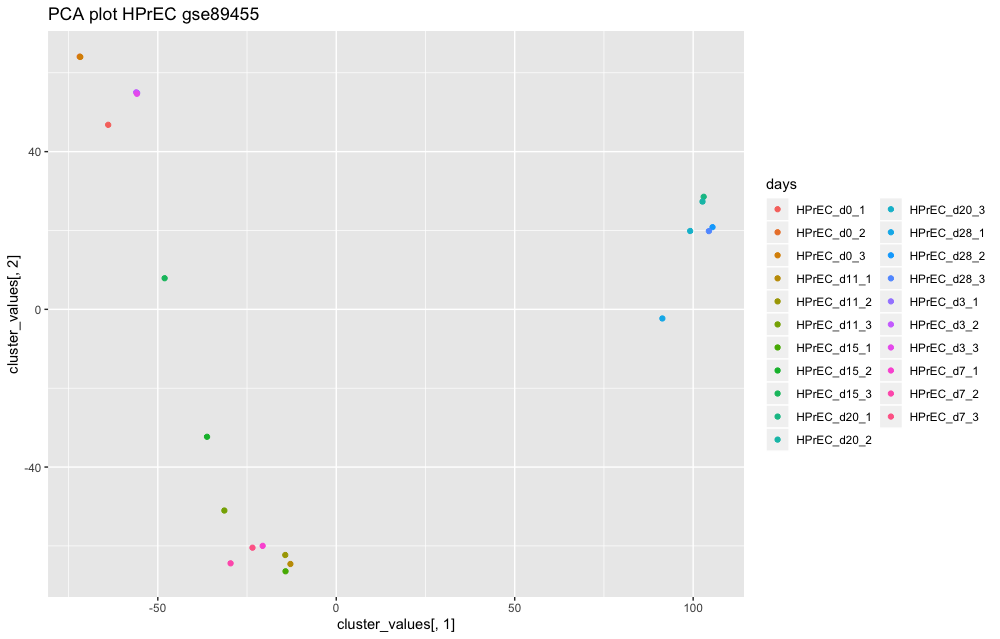 PCA plot HPrEC gse89455
cluster_values[, 2]
40
0
-40
-50
0
50
100
cluster_values[, 1]
days
HPrEC_d0_1
HPrEC_d0_2
HPrEC_d0_3
HPrEC_d11_1
HPrEC_d11_2
HPrEC_d11_3
HPrEC_d15_1
HPrEC_d15_2
HPrEC_d15_3
HPrEC_d20_1
HPrEC_d20_2
HPrEC_d20_3
HPrEC_d28_1
HPrEC_d28_2
HPrEC_d28_3
HPrEC_d3_1
HPrEC_d3_2
HPrEC_d3_3
HPrEC_d7_1
HPrEC_d7_2
HPrEC_d7_3